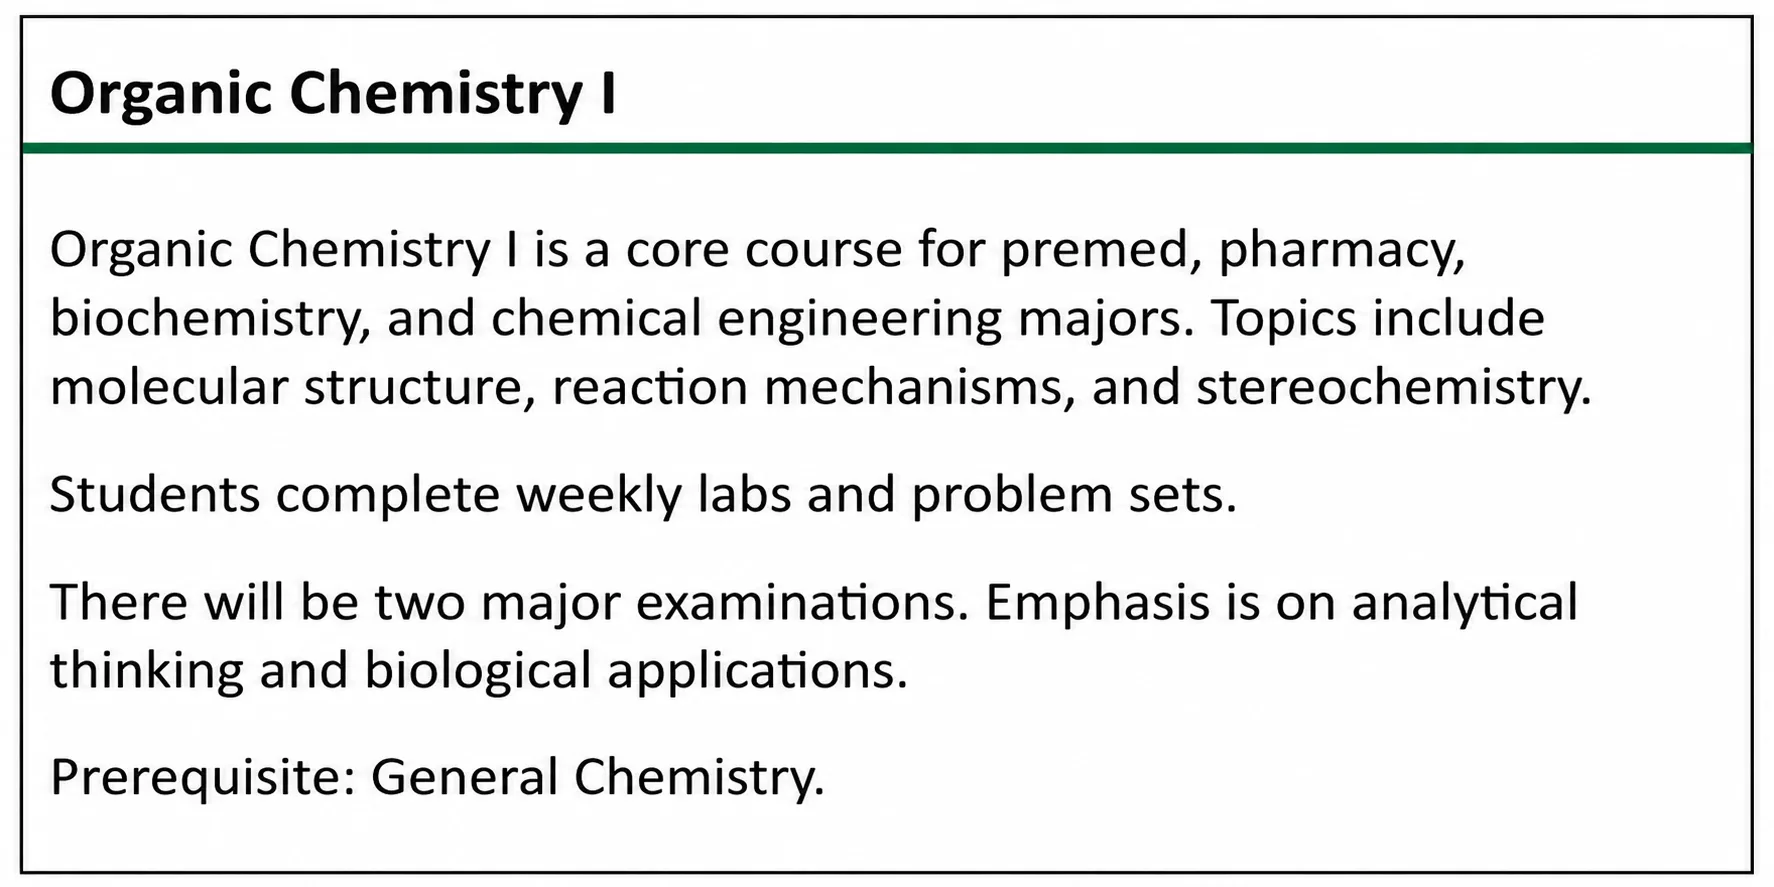 Organic Chemistry I
Organic Chemistry I is a core course for premed, pharmacy,
biochemistry, and chemical engineering majors. Topics include
molecular structure, reaction mechanisms, and stereochemistry.
Students complete weekly labs and problem sets.
There will be two major examinations. Emphasis is on analytical
thinking and biological applications.
Prerequisite: General Chemistry.